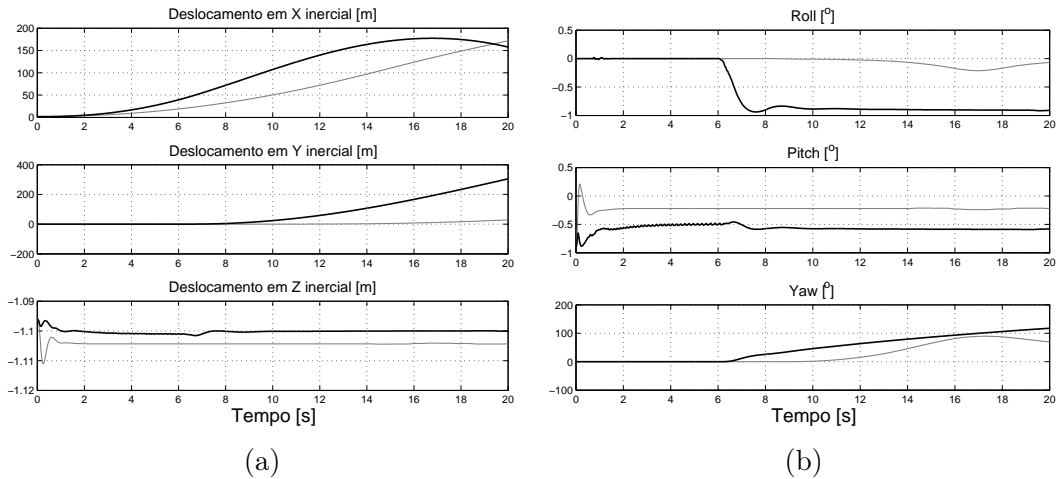 Deslocamento em X inercial [m]
200
150
100
50
0
0 2 4 6 8 10 12 14 16 18 20
Deslocamento em Y inercial [m]
400
200
0
−200
0 2 4 6 8 10 12 14 16 18 20
Deslocamento em Z inercial [m]
−1.09
−1.1
−1.11
−1.12
0 2 4 6 8 10 12 14 16 18 20
Tempo [s]
(a)
Roll [o]
0.5
0
−0.5
−1
0 2 4 6 8 10 12 14 16 18 20
Pitch [o]
0.5
0
−0.5
−1
0 2 4 6 8 10 12 14 16 18 20
Yaw [o]
200
100
0
−100
0 2 4 6 8 10 12 14 16 18 20
Tempo [s]
(b)